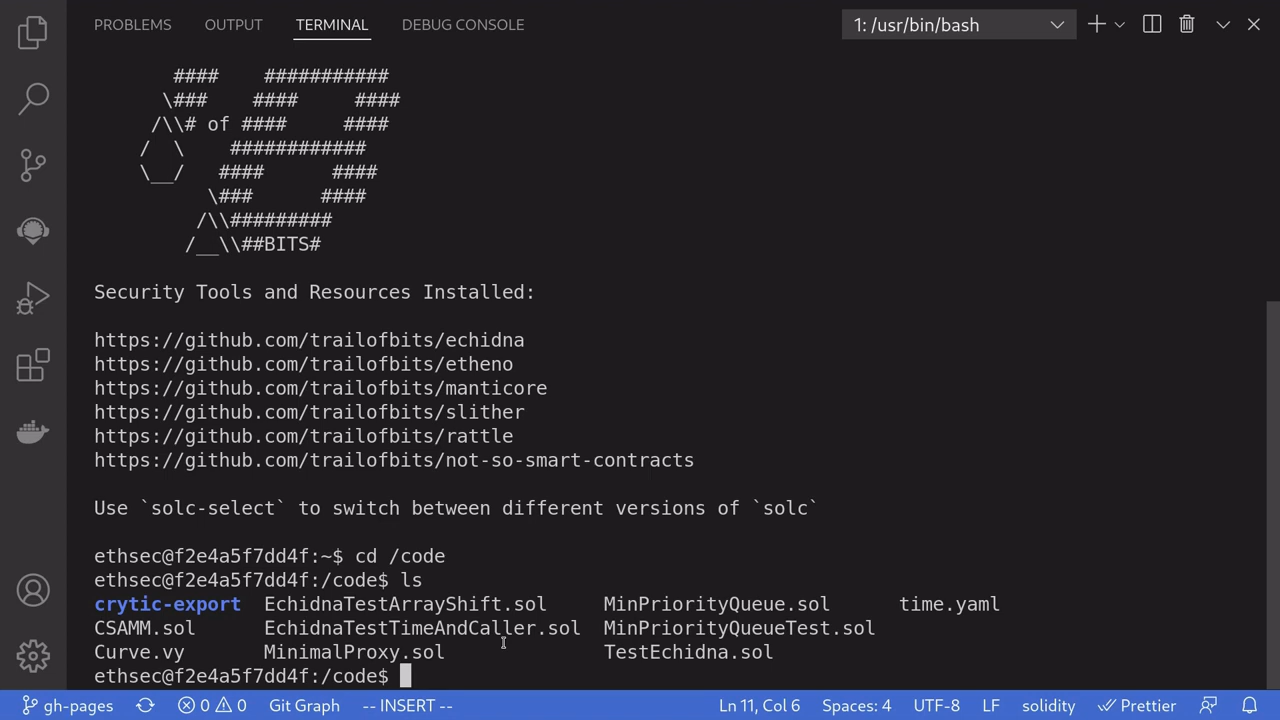 PROBLEMS OUTPUT TERMINAL DEBUG CONSOLE 1: /usr/bin/bash
       ####    ###########
      \###    ####     ####
     /\\# of ####     ####
    /  \    ############
    \__/   ####      ####
          \###      ####
         /\\#########
        /__\\##BITS#
Security Tools and Resources Installed:
https://github.com/trailofbits/echidna
https://github.com/trailofbits/etheno
https://github.com/trailofbits/manticore
https://github.com/trailofbits/slither
https://github.com/trailofbits/rattle
https://github.com/trailofbits/not-so-smart-contracts
Use `solc-select` to switch between different versions of `solc`
ethsec@f2e4a5f7dd4f:~$ cd /code
ethsec@f2e4a5f7dd4f:/code$ ls
crytic-export  EchidnaTestArrayShift.sol     MinPriorityQueue.sol      time.yaml
CSAMM.sol      EchidnaTestTimeAndCaller.sol  MinPriorityQueueTest.sol
Curve.vy       MinimalProxy.sol              TestEchidna.sol
ethsec@f2e4a5f7dd4f:/code$
gh-pages 0 0 Git Graph -- INSERT -- Ln 11, Col 6 Spaces: 4 UTF-8 LF solidity Prettier